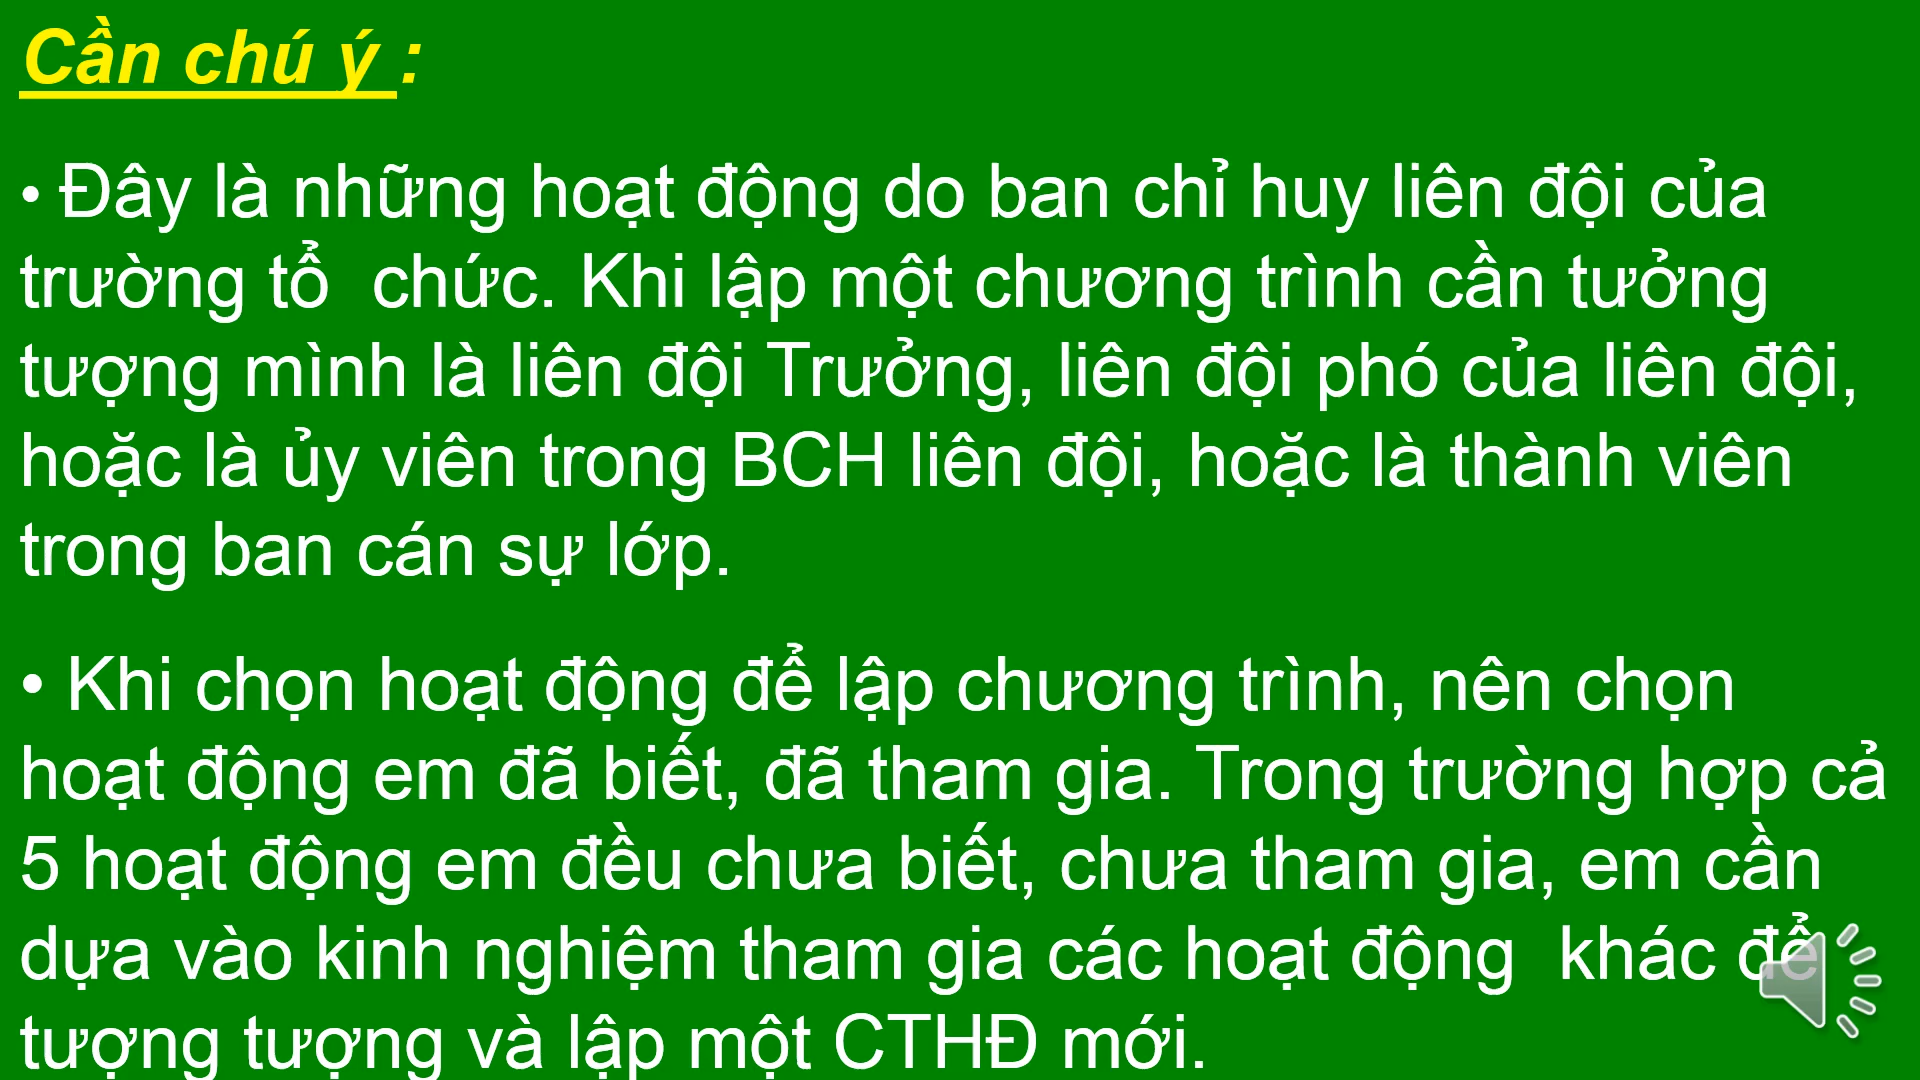 Cần chú ý :
• Đây là những hoạt động do ban chỉ huy liên đội của
trường tổ  chức. Khi lập một chương trình cần tưởng
tượng mình là liên đội Trưởng, liên đội phó của liên đội,
hoặc là ủy viên trong BCH liên đội, hoặc là thành viên
trong ban cán sự lớp.
• Khi chọn hoạt động để lập chương trình, nên chọn
hoạt động em đã biết, đã tham gia. Trong trường hợp cả
5 hoạt động em đều chưa biết, chưa tham gia, em cần
dựa vào kinh nghiệm tham gia các hoạt động  khác để
tượng tượng và lập một CTHĐ mới.